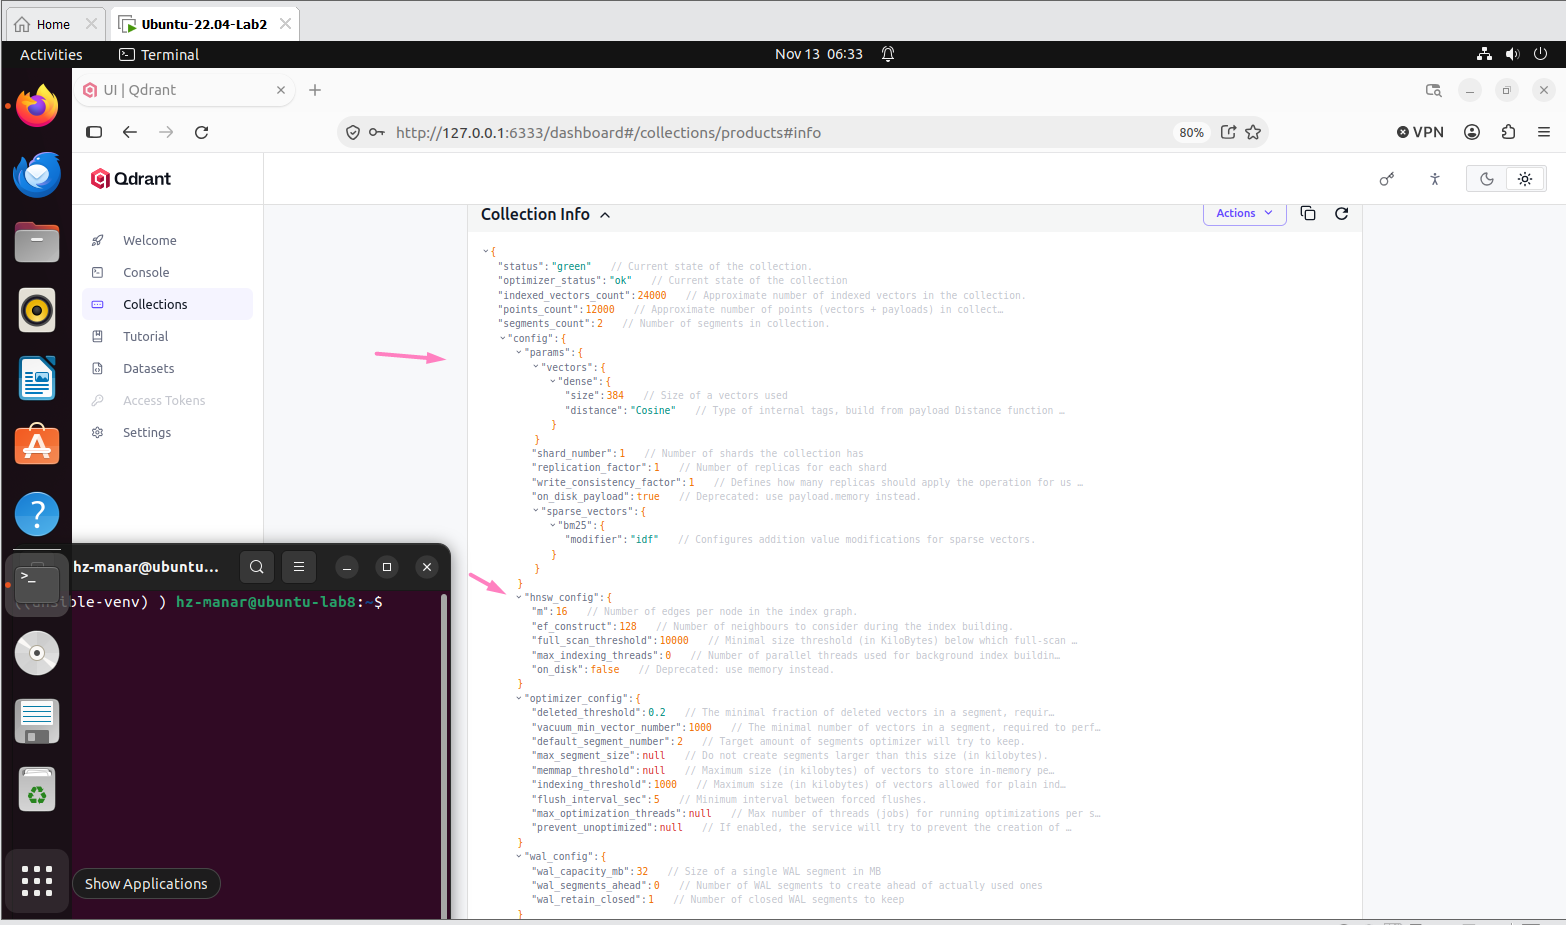 Home
Ubuntu-22.04-Lab2
Activities
Terminal
Nov 13 06:33
UI | Qdrant
http://127.0.0.1:6333/dashboard#/collections/products#info
80%
VPN
Qdrant
Welcome
Console
Collections
Tutorial
Datasets
Access Tokens
Settings
Collection Info
Actions
{
"status":"green" // Current state of the collection.
"optimizer_status":"ok" // Current state of the collection
"indexed_vectors_count":24000 // Approximate number of indexed vectors in the collection.
"points_count":12000 // Approximate number of points (vectors + payloads) in collect…
"segments_count":2 // Number of segments in collection.
"config":{
"params":{
"vectors":{
"dense":{
"size":384 // Size of a vectors used
"distance":"Cosine" // Type of internal tags, build from payload Distance function …
}
}
"shard_number":1 // Number of shards the collection has
"replication_factor":1 // Number of replicas for each shard
"write_consistency_factor":1 // Defines how many replicas should apply the operation for us …
"on_disk_payload":true // Deprecated: use payload.memory instead.
"sparse_vectors":{
"bm25":{
"modifier":"idf" // Configures addition value modifications for sparse vectors.
}
}
}
"hnsw_config":{
"m":16 // Number of edges per node in the index graph.
"ef_construct":128 // Number of neighbours to consider during the index building.
"full_scan_threshold":10000 // Minimal size threshold (in KiloBytes) below which full-scan …
"max_indexing_threads":0 // Number of parallel threads used for background index buildin…
"on_disk":false // Deprecated: use memory instead.
}
"optimizer_config":{
"deleted_threshold":0.2 // The minimal fraction of deleted vectors in a segment, requir…
"vacuum_min_vector_number":1000 // The minimal number of vectors in a segment, required to perf…
"default_segment_number":2 // Target amount of segments optimizer will try to keep.
"max_segment_size":null // Do not create segments larger than this size (in kilobytes).
"memmap_threshold":null // Maximum size (in kilobytes) of vectors to store in-memory pe…
"indexing_threshold":1000 // Maximum size (in kilobytes) of vectors allowed for plain ind…
"flush_interval_sec":5 // Minimum interval between forced flushes.
"max_optimization_threads":null // Max number of threads (jobs) for running optimizations per s…
"prevent_unoptimized":null // If enabled, the service will try to prevent the creation of …
}
"wal_config":{
"wal_capacity_mb":32 // Size of a single WAL segment in MB
"wal_segments_ahead":0 // Number of WAL segments to create ahead of actually used ones
"wal_retain_closed":1 // Number of closed WAL segments to keep
}
hz-manar@ubuntu...
((ansible-venv) ) hz-manar@ubuntu-lab8:~$
Show Applications